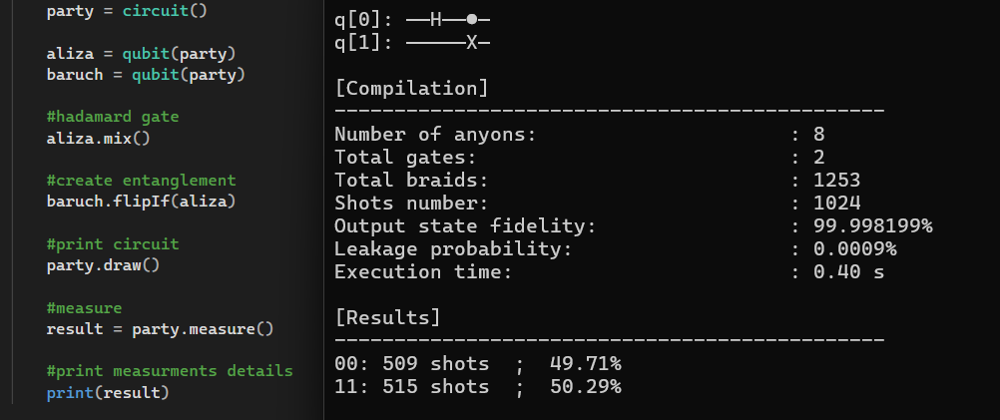 party = circuit()
aliza = qubit(party)
baruch = qubit(party)
#hadamard gate
aliza.mix()
#create entanglement
baruch.flipIf(aliza)
#print circuit
party.draw()
#measure
result = party.measure()
#print measurments details
print(result)
q[0]: ──H──●─
q[1]: ─────X─
[Compilation]
----------------------------------------------
Number of anyons: : 8
Total gates: : 2
Total braids: : 1253
Shots number: : 1024
Output state fidelity: : 99.998199%
Leakage probability: : 0.0009%
Execution time: : 0.40 s
[Results]
----------------------------------------------
00: 509 shots ; 49.71%
11: 515 shots ; 50.29%